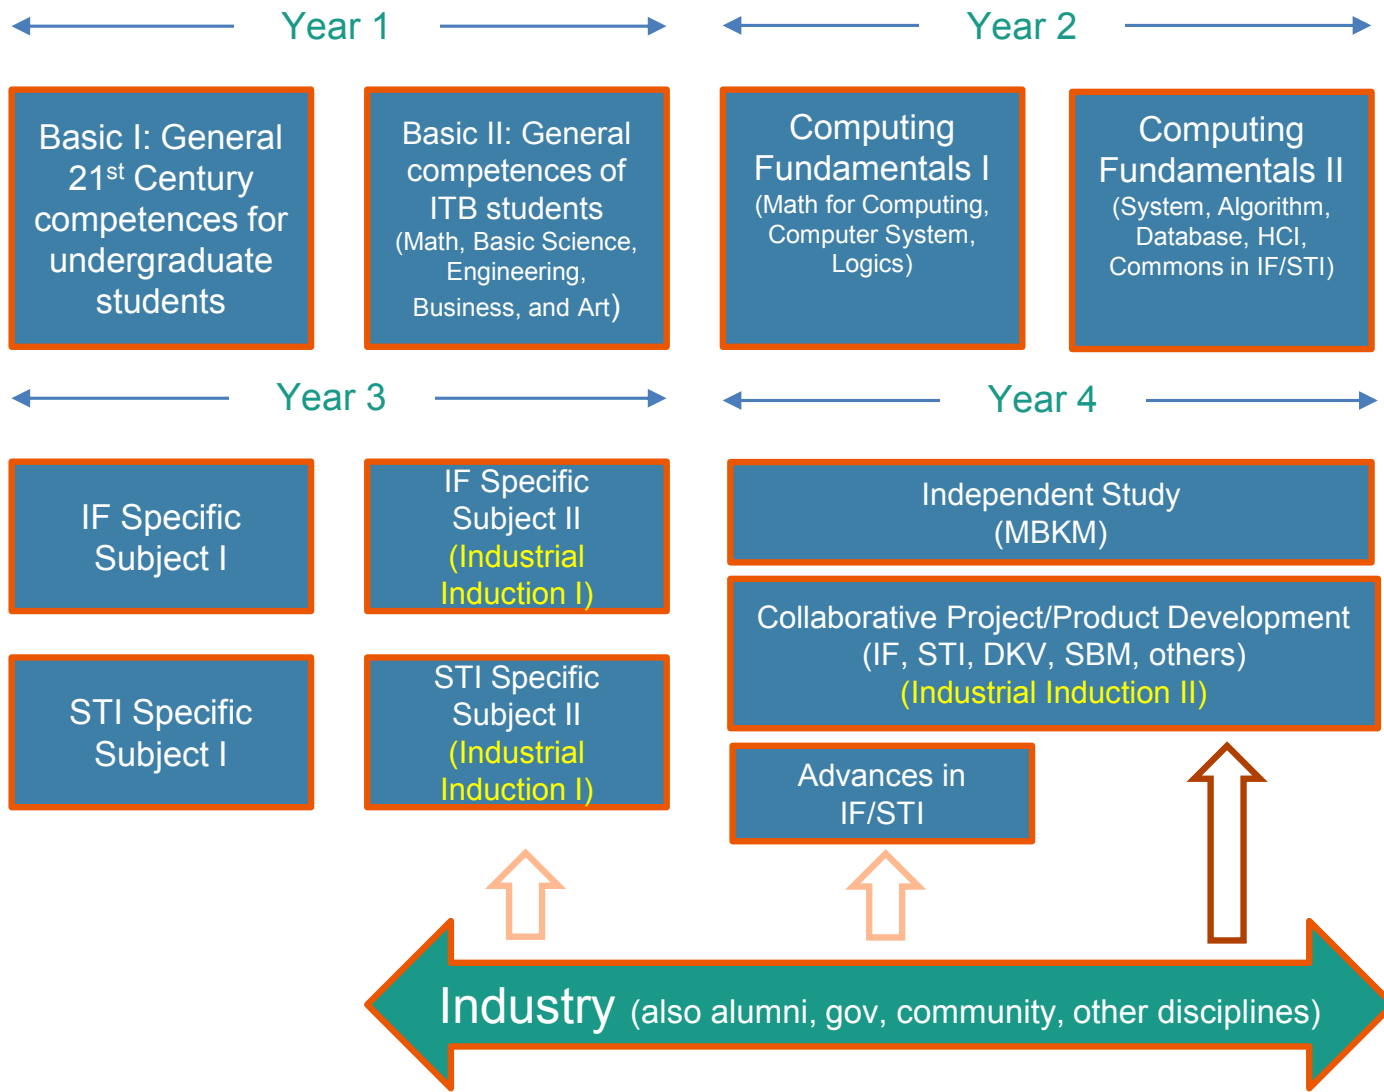 Year 1
Year 2
Basic I: General
21st Century
competences for
undergraduate
students
Basic II: General
competences of
ITB students
(Math, Basic Science,
Engineering,
Business, and Art)
Computing
Fundamentals I
(Math for Computing,
Computer System,
Logics)
Computing
Fundamentals II
(System, Algorithm,
Database, HCI,
Commons in IF/STI)
Year 3
Year 4
IF Specific
Subject I
IF Specific
Subject II
(Industrial
Induction I)
Independent Study
(MBKM)
Collaborative Project/Product Development
(IF, STI, DKV, SBM, others)
(Industrial Induction II)
STI Specific
Subject I
STI Specific
Subject II
(Industrial
Induction I)
Advances in
IF/STI
Industry (also alumni, gov, community, other disciplines)